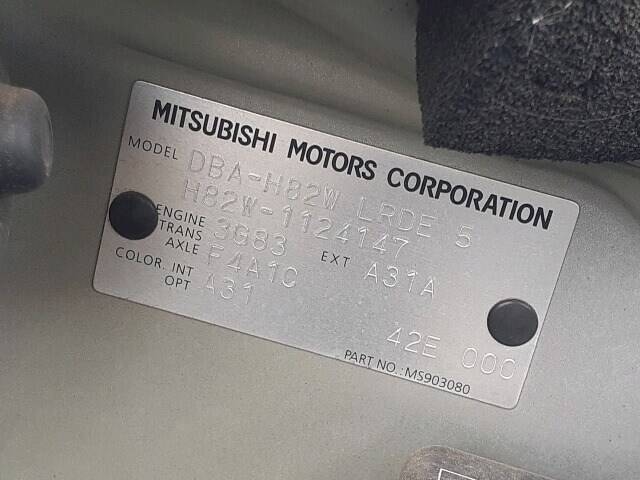 MITSUBISHI MOTORS CORPORATION
MODEL DBA-H82W LRDE 5
H82W-1124147
ENGINE 3G83
TRANS AXLE F4A1C EXT A31A
COLOR. INT A31
OPT 42E 000
PART NO.: MS903080